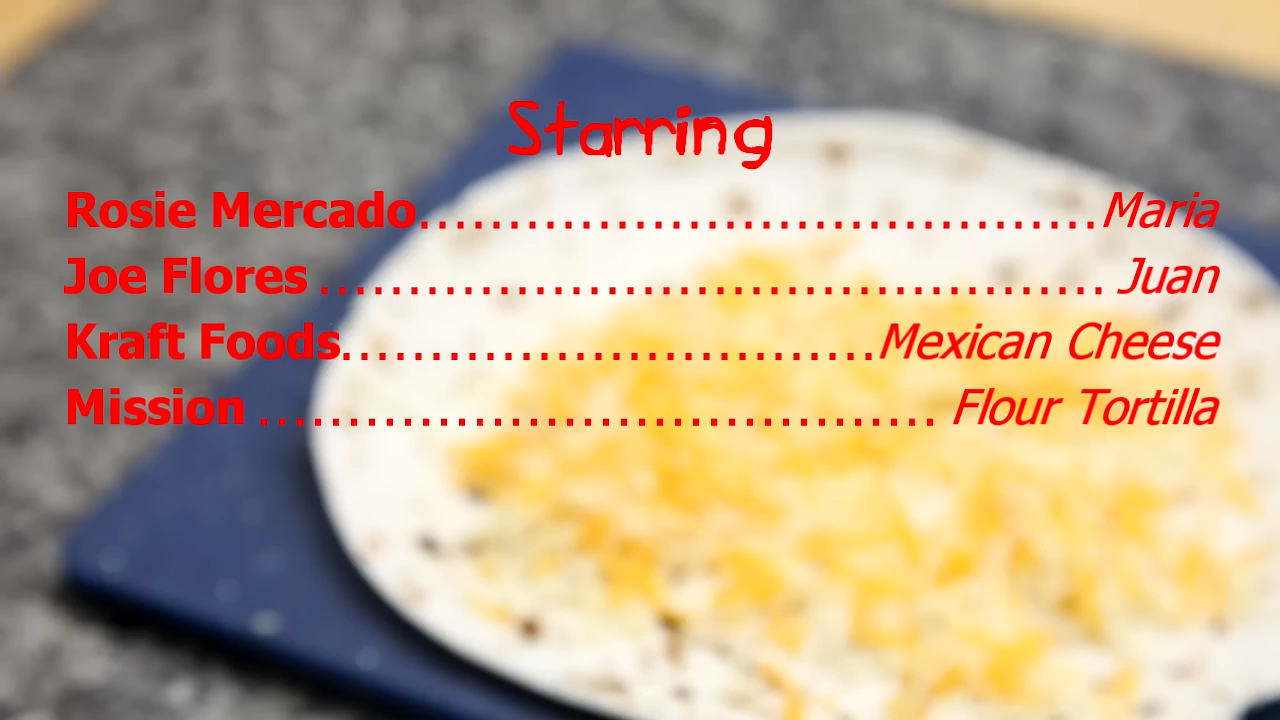 Starring
Rosie Mercado......................................Maria
Joe Flores ............................................ Juan
Kraft Foods..............................Mexican Cheese
Mission ...................................... Flour Tortilla